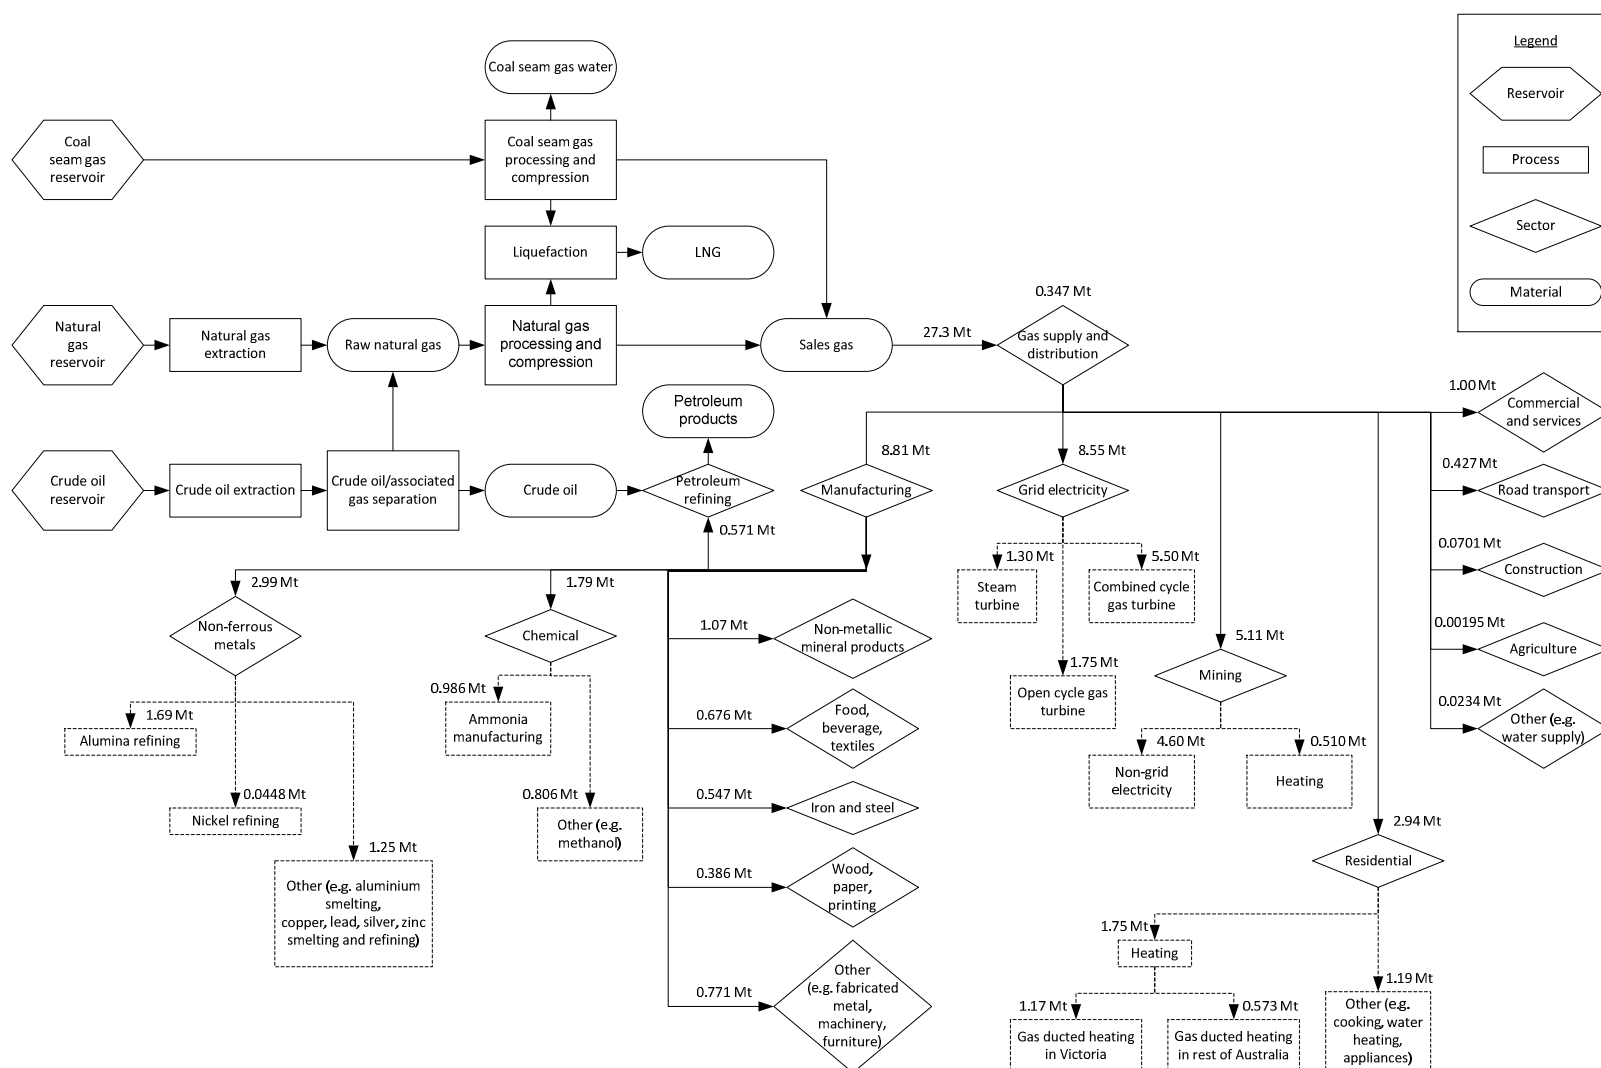 Legend
Reservoir
Process
Sector
Material
Coal seam gas water
Coal
seam gas
reservoir
Coal seam gas
processing and
compression
Liquefaction
LNG
Natural
gas
reservoir
Natural gas
extraction
Raw natural gas
Natural gas
processing and
compression
Sales gas
27.3 Mt
0.347 Mt
Gas supply and
distribution
Petroleum
products
Crude oil
reservoir
Crude oil extraction
Crude oil/associated
gas separation
Crude oil
Petroleum
refining
0.571 Mt
8.81 Mt
Manufacturing
8.55 Mt
Grid electricity
1.00 Mt
Commercial
and services
0.427 Mt
Road transport
0.0701 Mt
Construction
0.00195 Mt
Agriculture
0.0234 Mt
Other (e.g.
water supply)
1.30 Mt
Steam
turbine
5.50 Mt
Combined cycle
gas turbine
1.75 Mt
Open cycle gas
turbine
5.11 Mt
Mining
4.60 Mt
Non-grid
electricity
0.510 Mt
Heating
2.99 Mt
Non-ferrous
metals
1.69 Mt
Alumina refining
0.0448 Mt
Nickel refining
1.25 Mt
Other (e.g. aluminium
smelting,
copper, lead, silver, zinc
smelting and refining)
1.79 Mt
Chemical
0.986 Mt
Ammonia
manufacturing
0.806 Mt
Other (e.g.
methanol)
1.07 Mt
Non-metallic
mineral products
0.676 Mt
Food,
beverage,
textiles
0.547 Mt
Iron and steel
0.386 Mt
Wood,
paper,
printing
0.771 Mt
Other
(e.g. fabricated
metal,
machinery,
furniture)
2.94 Mt
Residential
1.75 Mt
Heating
1.17 Mt
Gas ducted heating
in Victoria
0.573 Mt
Gas ducted heating
in rest of Australia
1.19 Mt
Other (e.g.
cooking, water
heating,
appliances)